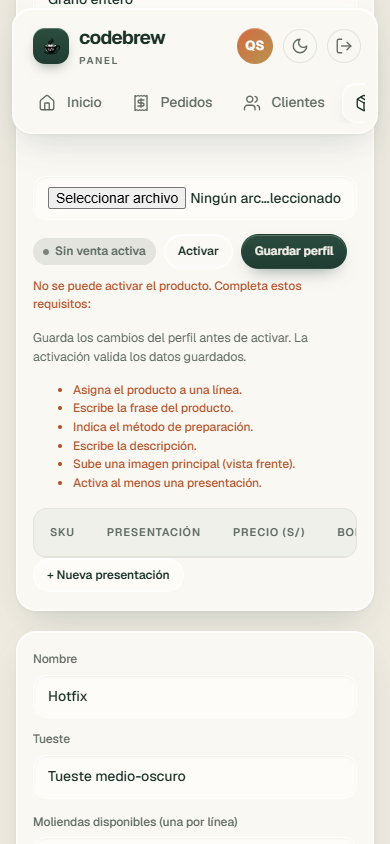 Grano entero
codebrew
PANEL
QS
Inicio
Pedidos
Clientes
Seleccionar archivo Ningún arc...leccionado
Sin venta activa
Activar
Guardar perfil
No se puede activar el producto. Completa estos
requisitos:
Guarda los cambios del perfil antes de activar. La
activación valida los datos guardados.
• Asigna el producto a una línea.
• Escribe la frase del producto.
• Indica el método de preparación.
• Escribe la descripción.
• Sube una imagen principal (vista frente).
• Activa al menos una presentación.
SKU PRESENTACIÓN PRECIO (S/)
+ Nueva presentación
Nombre
Hotfix
Tueste
Tueste medio-oscuro
Moliendas disponibles (una por línea)